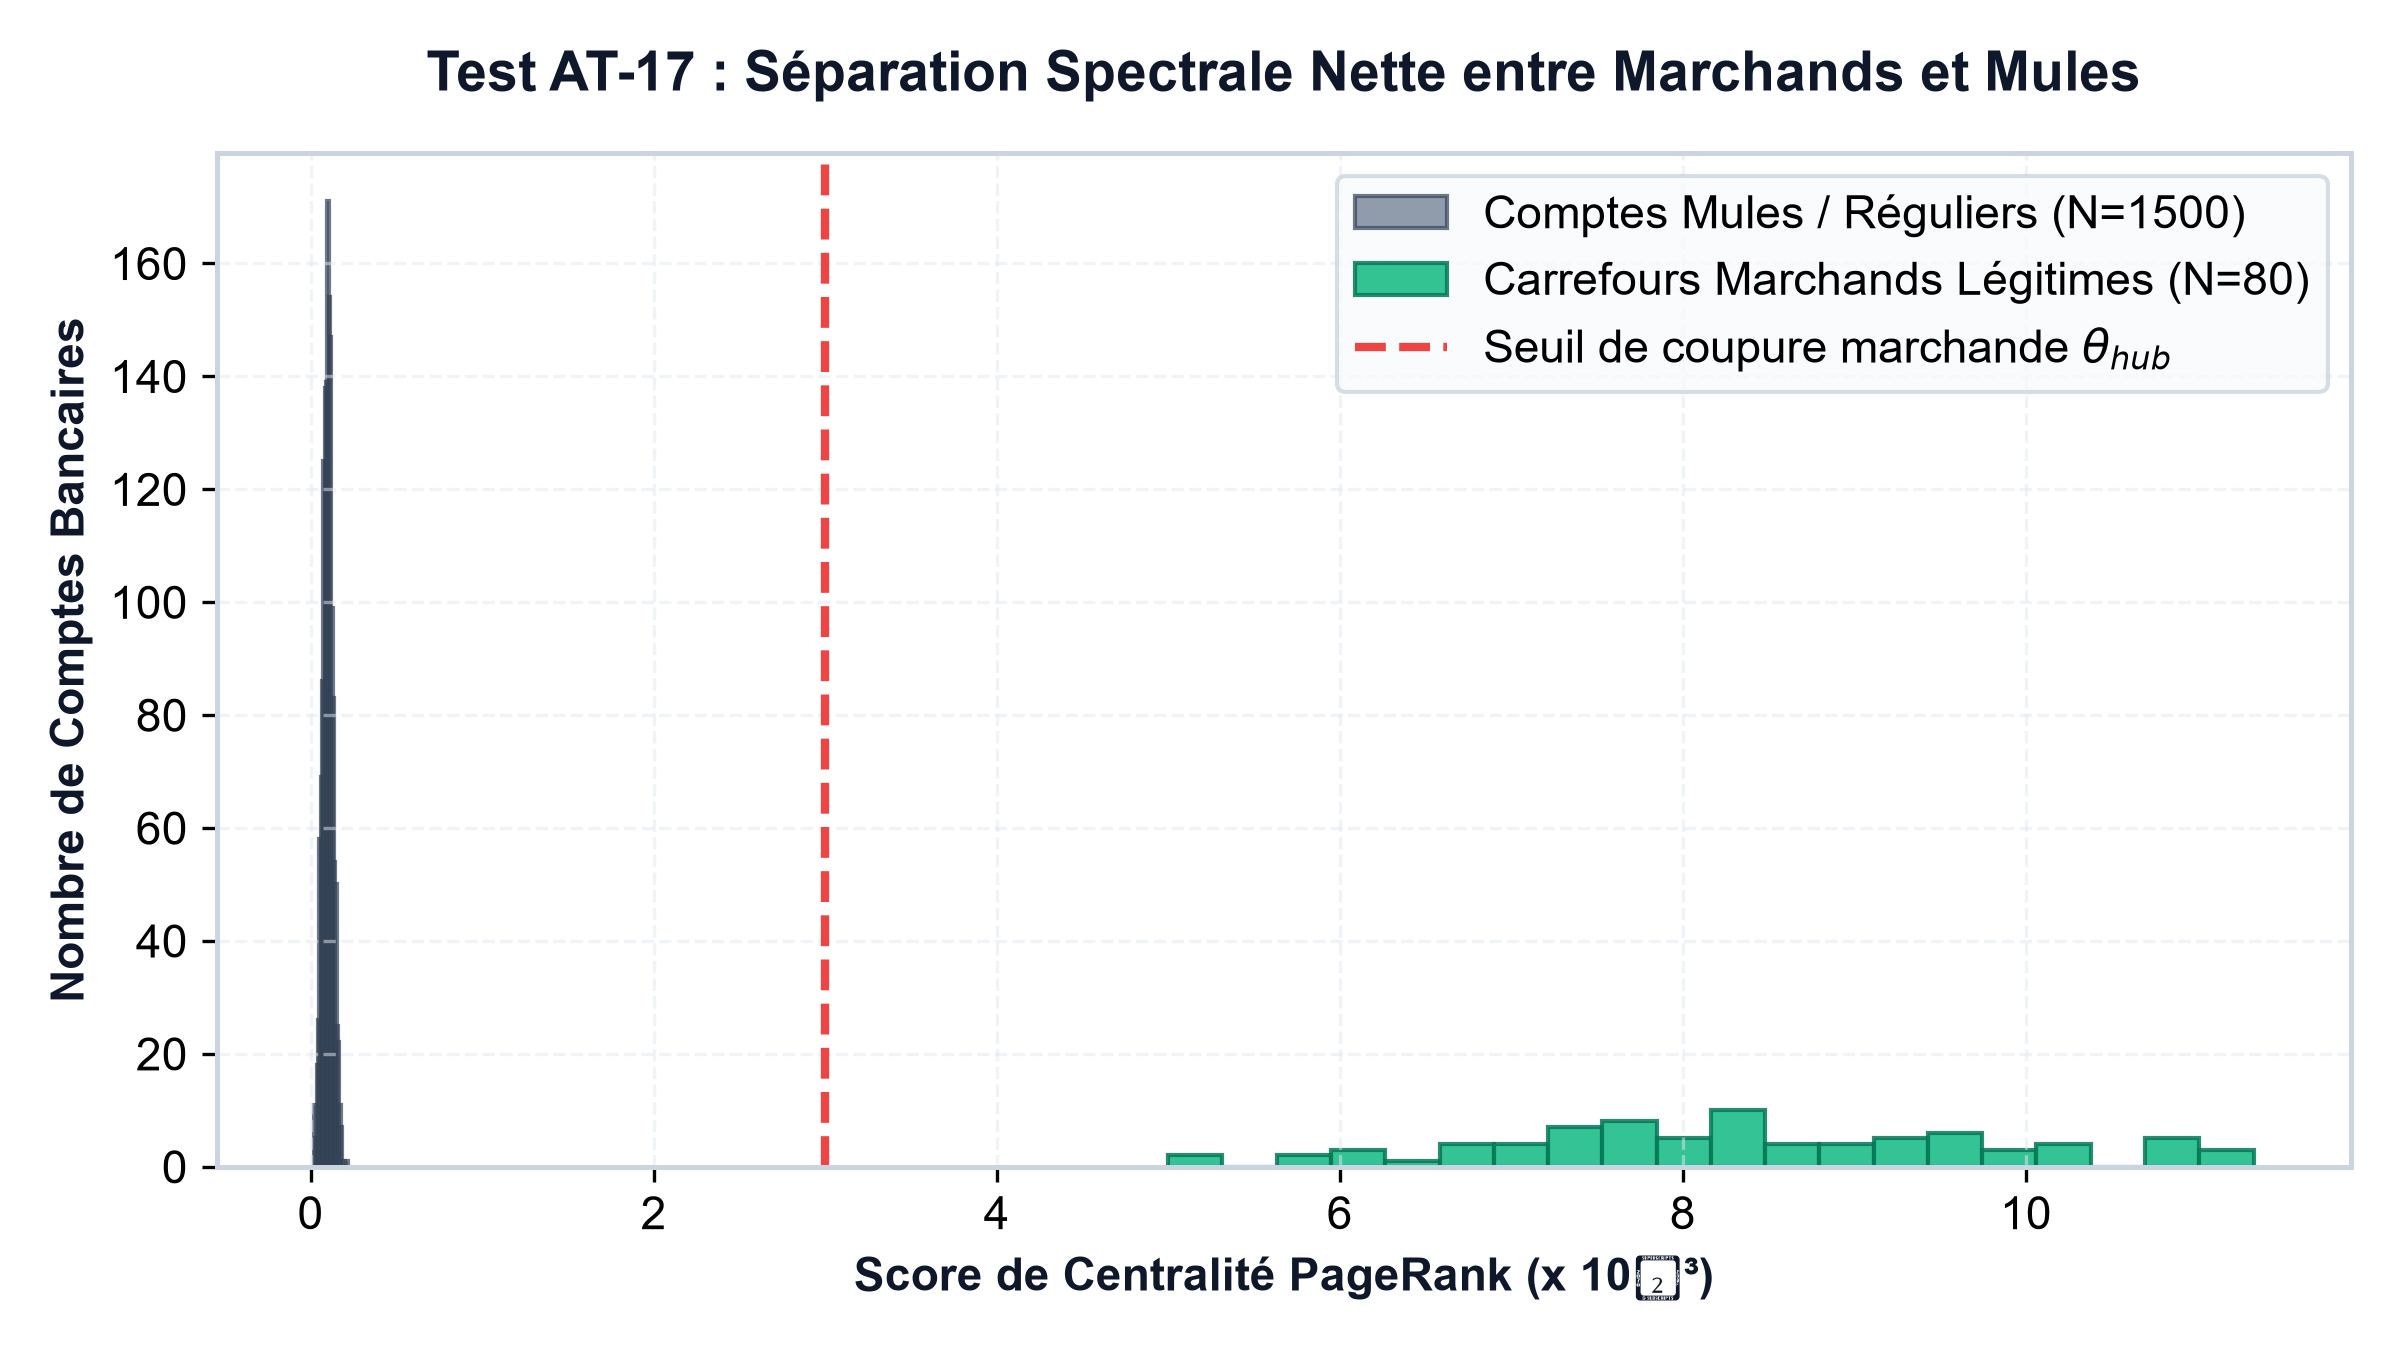 Test AT-17 : Séparation Spectrale Nette entre Marchands et Mules
Comptes Mules / Réguliers (N=1500)
Carrefours Marchands Légitimes (N=80)
Seuil de coupure marchande θ_hub
Nombre de Comptes Bancaires
160
140
120
100
80
60
40
20
0
0 2 4 6 8 10
Score de Centralité PageRank (x 10³)